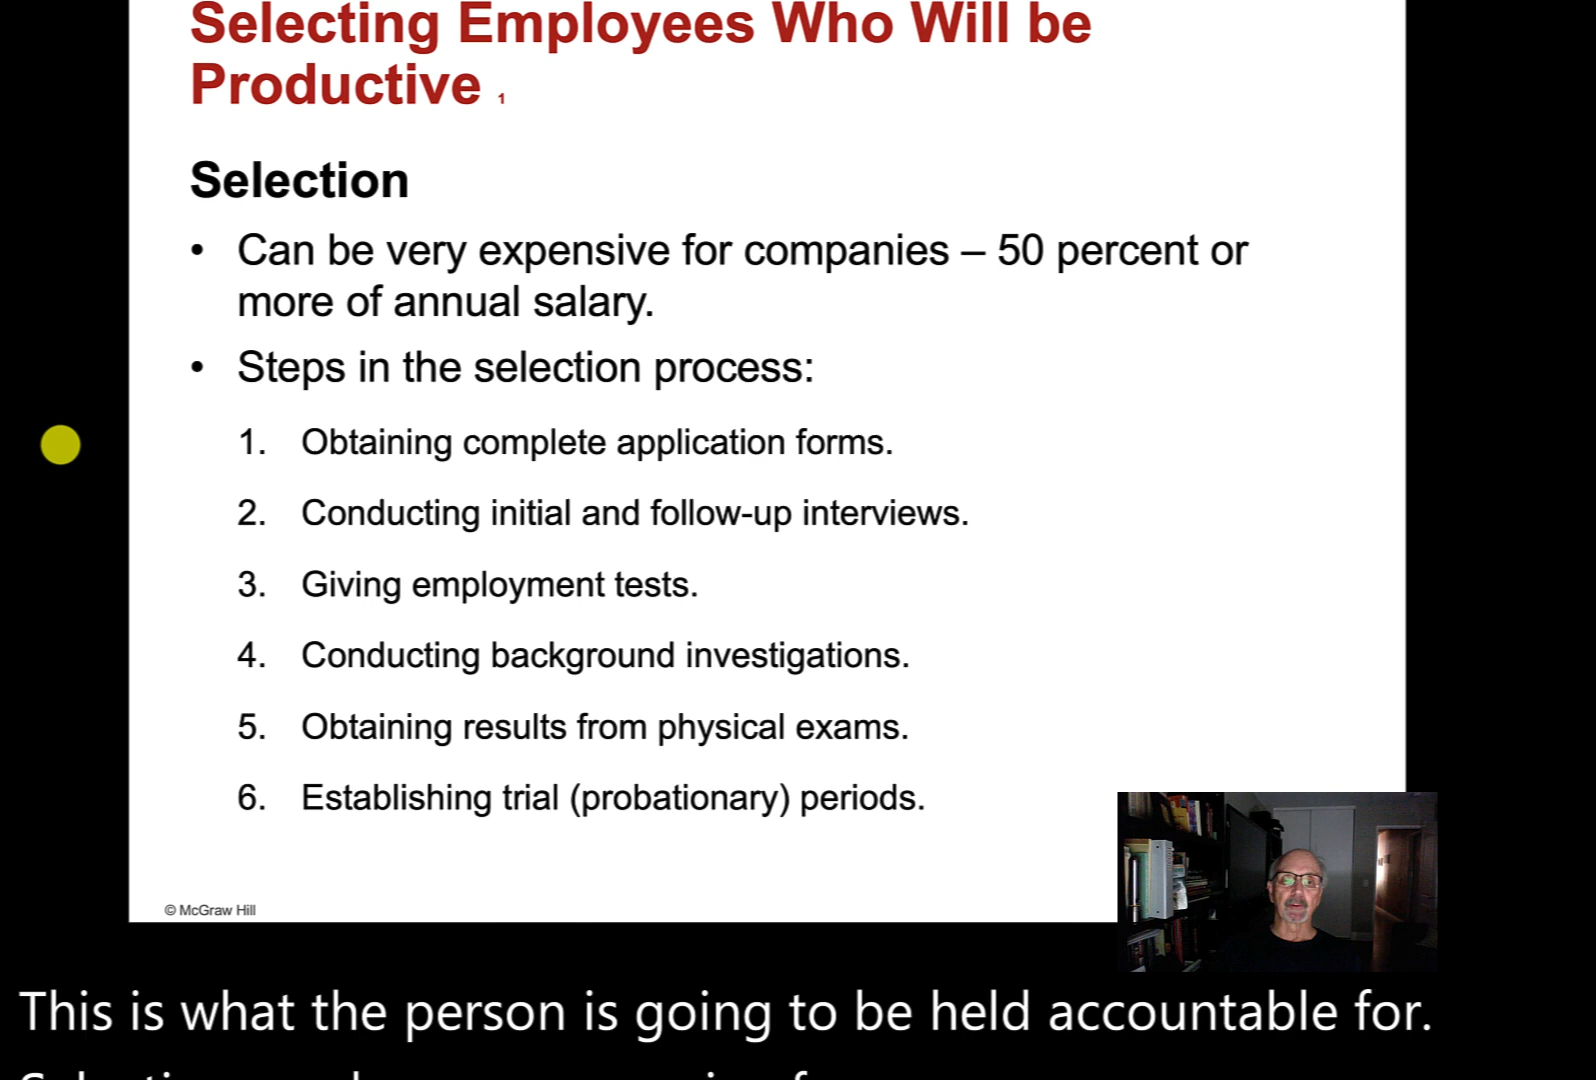 Selecting Employees Who Will be
Productive 1
Selection
• Can be very expensive for companies – 50 percent or
more of annual salary.
• Steps in the selection process:
1. Obtaining complete application forms.
2. Conducting initial and follow-up interviews.
3. Giving employment tests.
4. Conducting background investigations.
5. Obtaining results from physical exams.
6. Establishing trial (probationary) periods.
© McGraw Hill
This is what the person is going to be held accountable for.